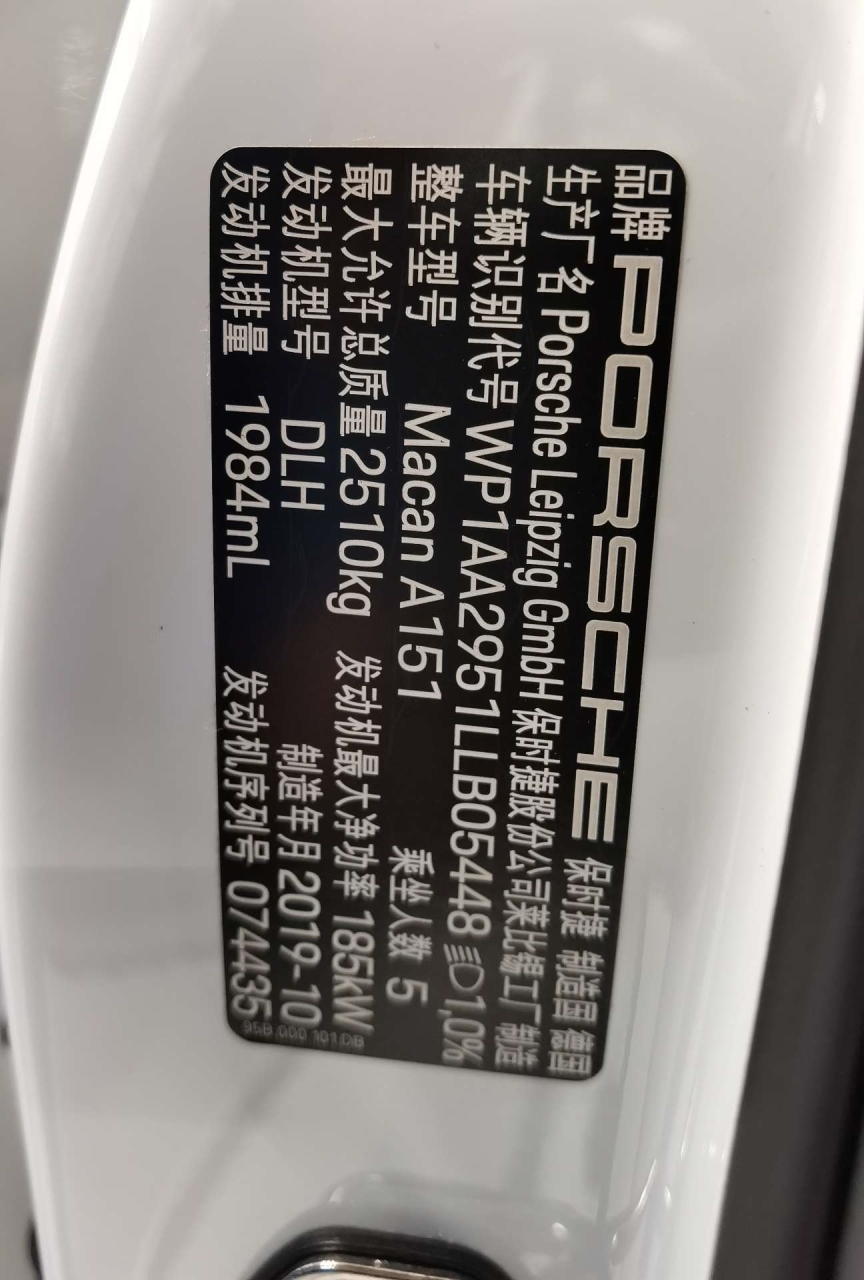 品牌 PORSCHE 保时捷 制造国 德国
生产厂名 Porsche Leipzig GmbH 保时捷股份公司莱比锡工厂 制造
车辆识别代号 WP1AA2951LLB05448 1,0%
整车型号 Macan A151 乘坐人数 5
最大允许总质量 2510kg 发动机最大净功率 185kW
发动机型号 DLH 制造年月 2019-10
发动机排量 1984mL 发动机序列号 074435
95B.000.101.DB